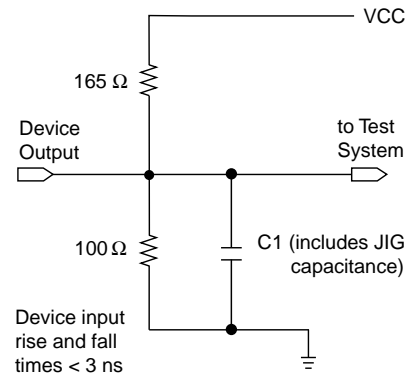 VCC
165 Ω
Device
Output
to Test
System
100 Ω
C1 (includes JIG
capacitance)
Device input
rise and fall
times < 3 ns